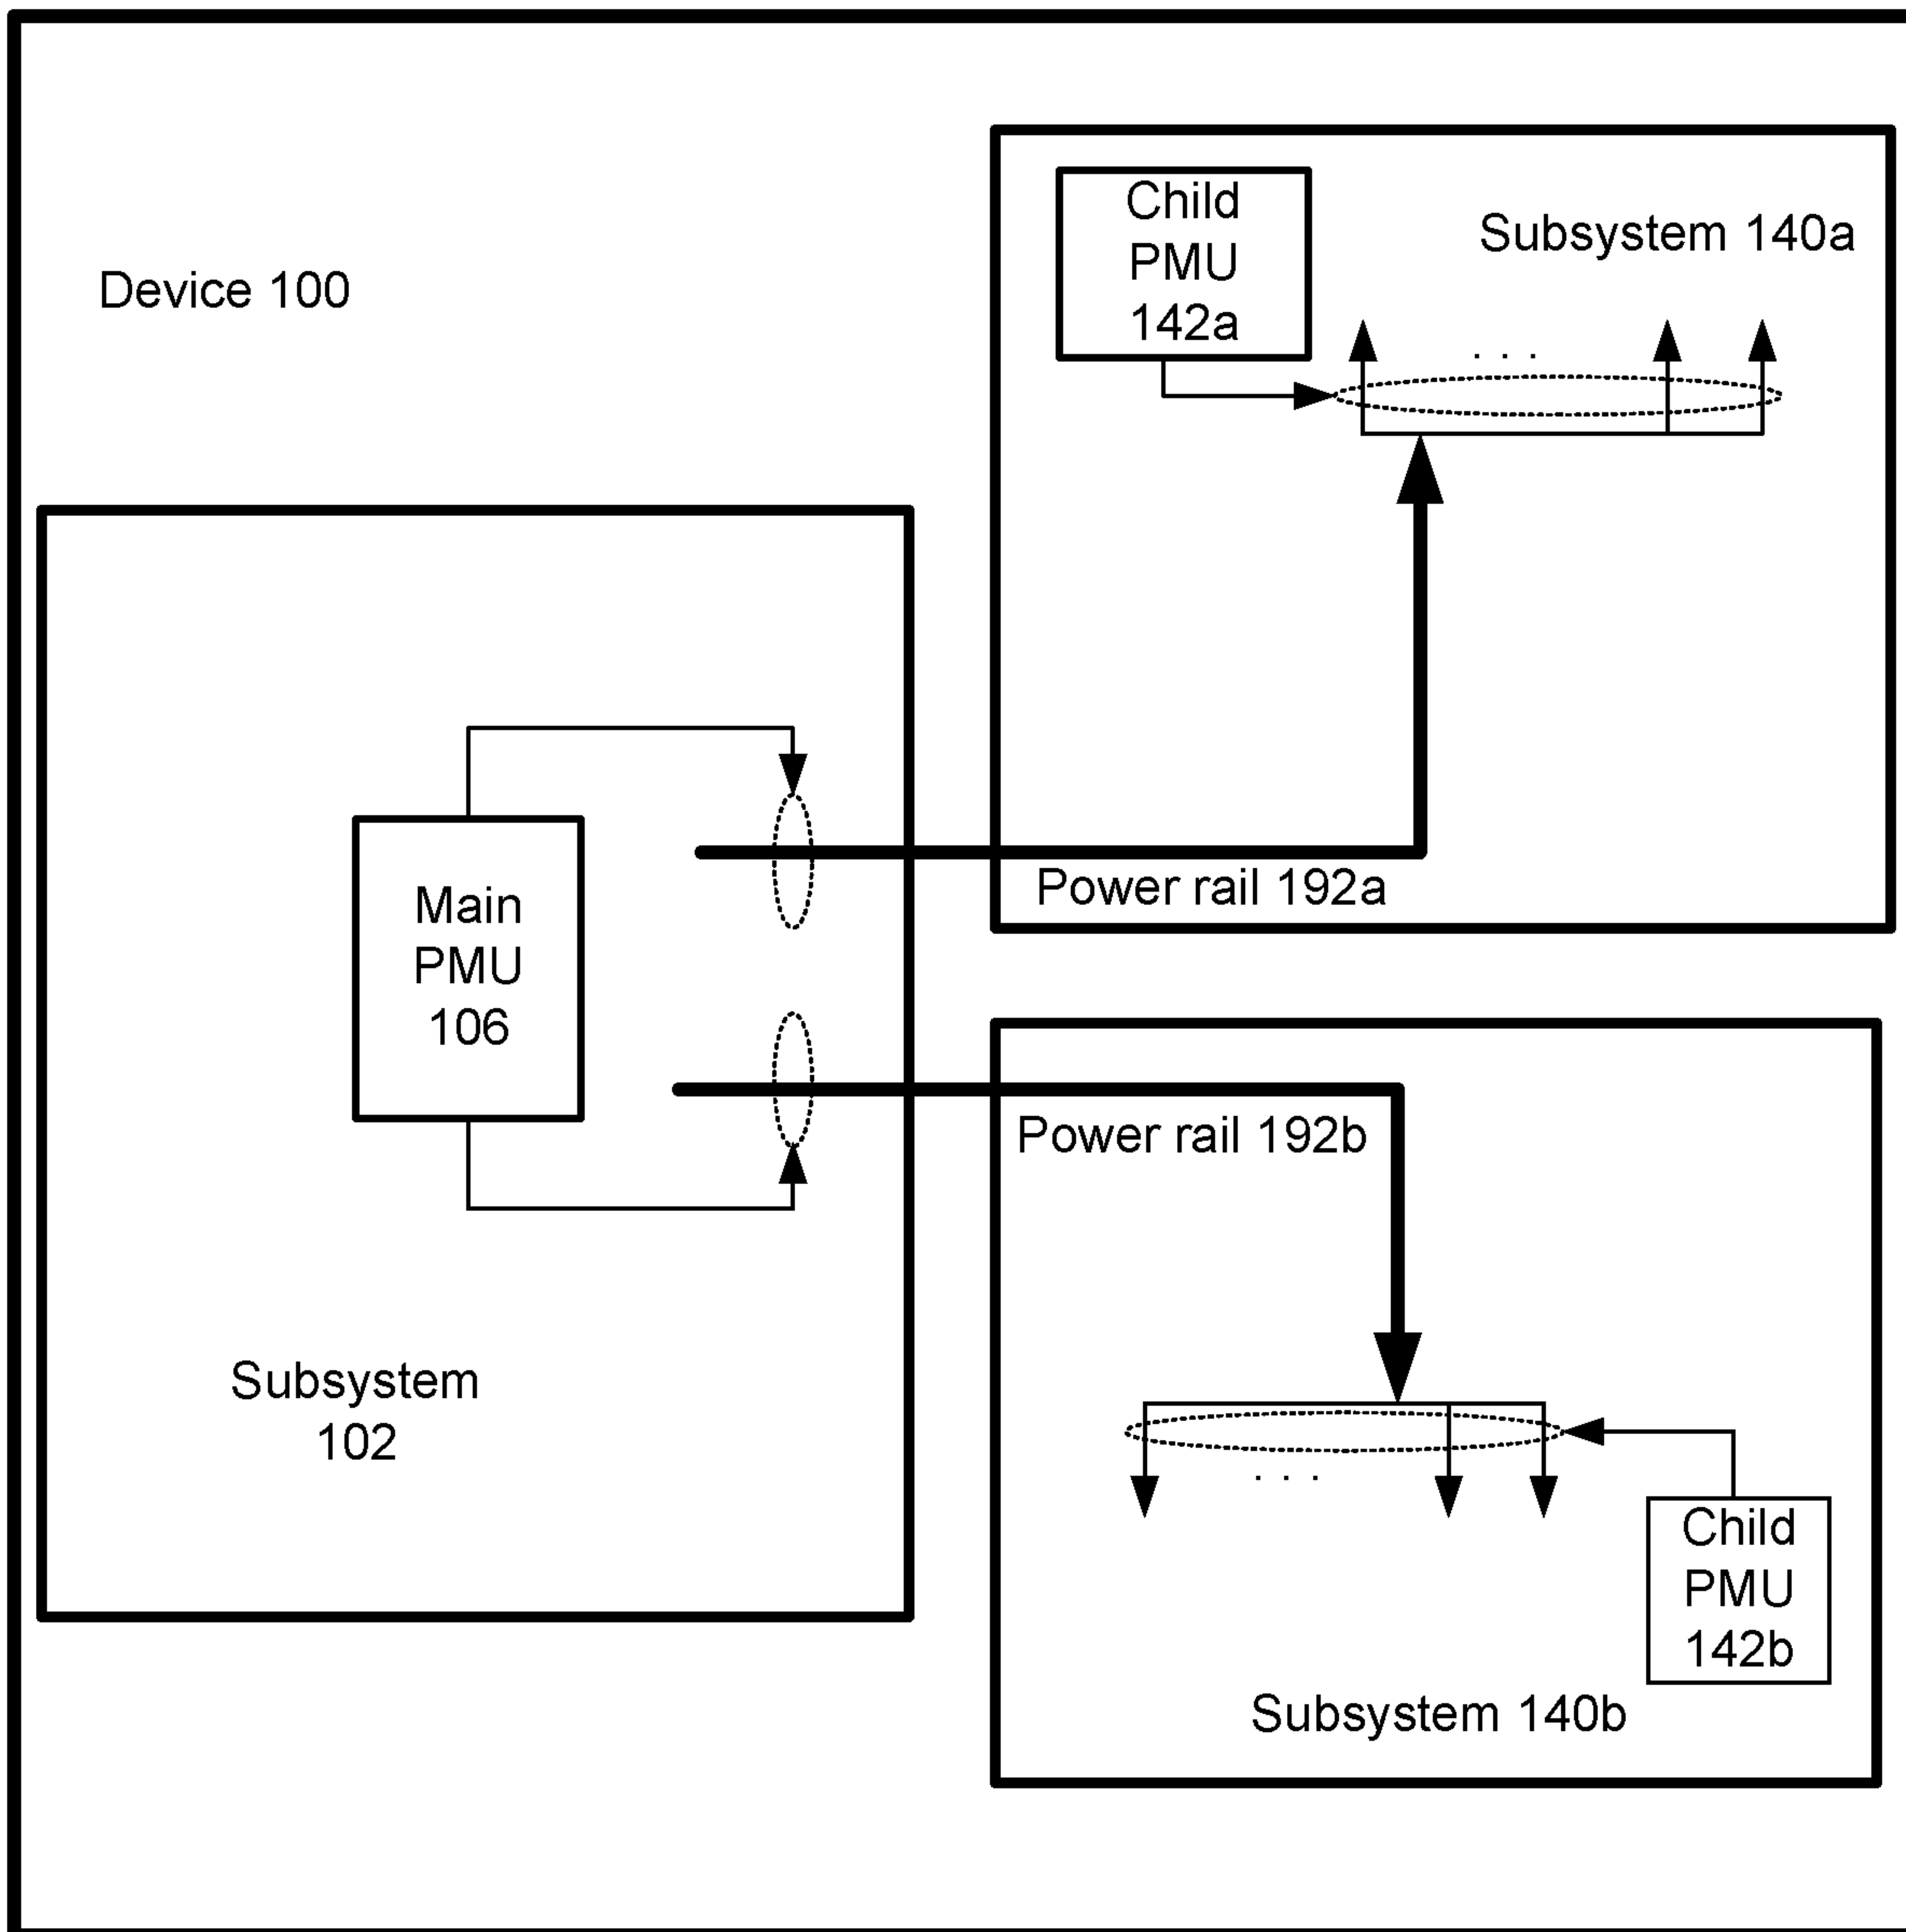 Device 100
Child
PMU
142a
Subsystem 140a
. . .
Main
PMU
106
Power rail 192a
Power rail 192b
Subsystem
102
. . .
Child
PMU
142b
Subsystem 140b